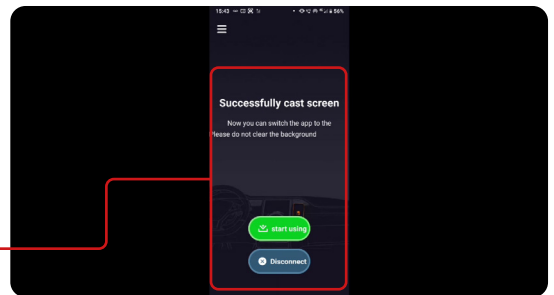 15:43
56%
Successfully cast screen
Now you can switch the app to the
Please do not clear the background
start using
Disconnect